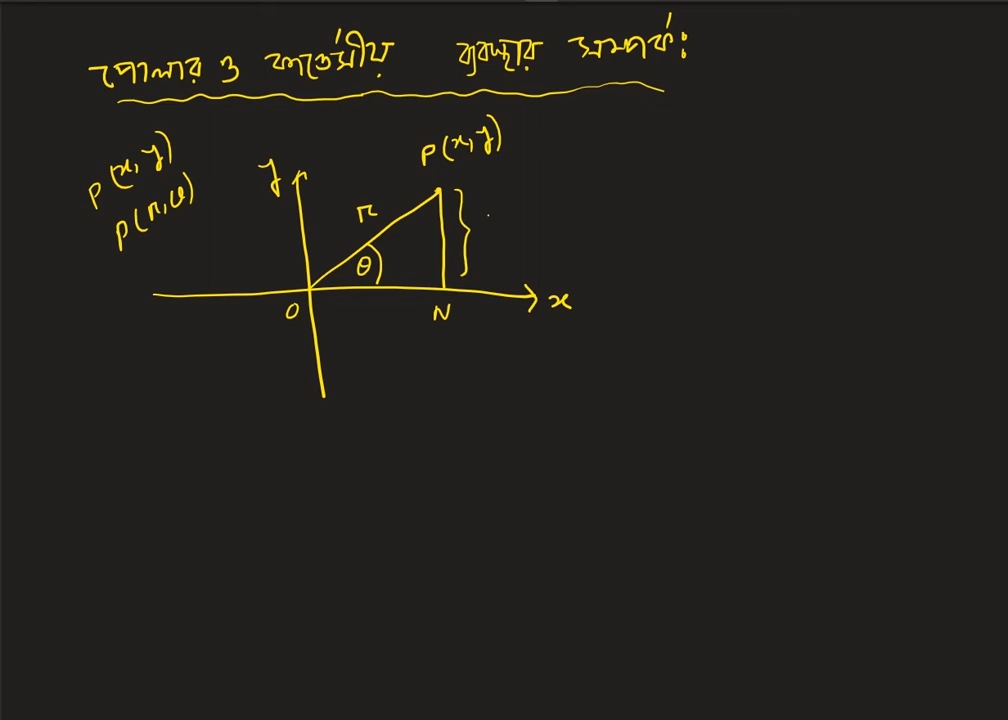 পোলার ও কার্তেসীয় ব্যবস্থার সম্পর্ক:
P(x, y)
P(r, θ)
y
P(x, y)
r
θ
O
N
x